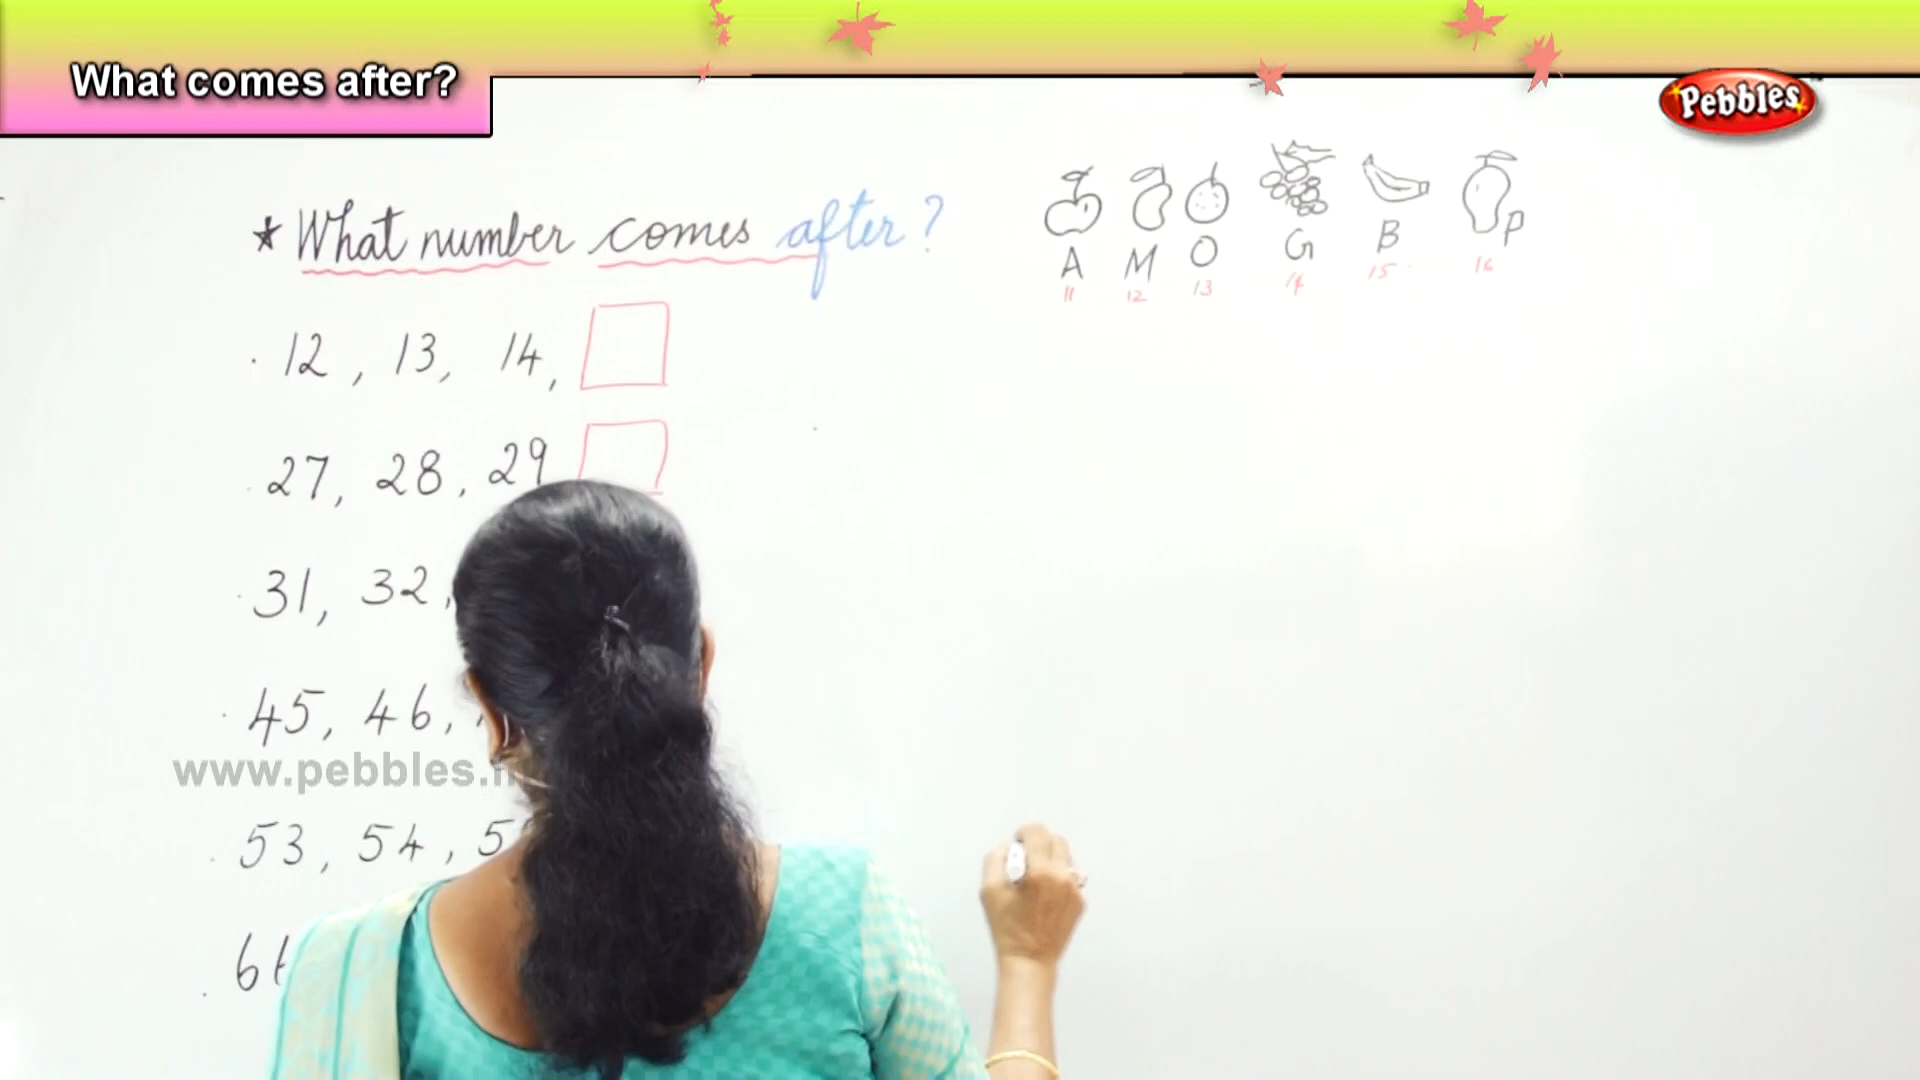 What comes after?
Pebbles
★ What number comes after?
A M O G B P
11 12 13 14 15 16
12, 13, 14,
27, 28, 29
31, 32,
45, 46,
www.pebbles.
53, 54, 5
6